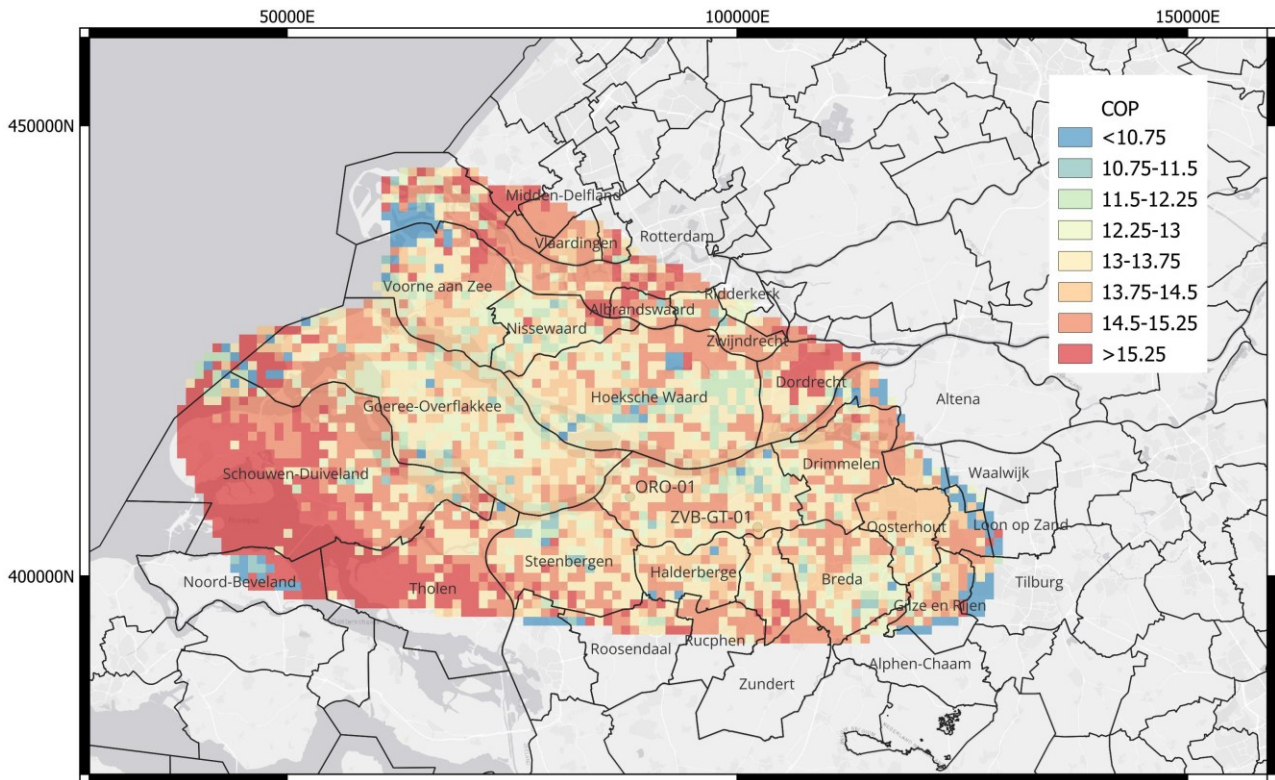 50000E
100000E
150000E
450000N
400000N
COP
<10.75
10.75-11.5
11.5-12.25
12.25-13
13-13.75
13.75-14.5
14.5-15.25
>15.25
Midden-Delfland
Vlaardingen
Rotterdam
Voorne aan Zee
Ridderkerk
Albrandswaard
Nissewaard
Zwijndrecht
Dordrecht
Goeree-Overflakkee
Hoeksche Waard
Altena
Schouwen-Duiveland
Drimmelen
Waalwijk
ORO-01
ZVB-GT-01
Oosterhout
Loon op Zand
Steenbergen
Noord-Beveland
Tholen
Halderberge
Breda
Tilburg
Gilze en Rijen
Roosendaal
Rucphen
Alphen-Chaam
Zundert